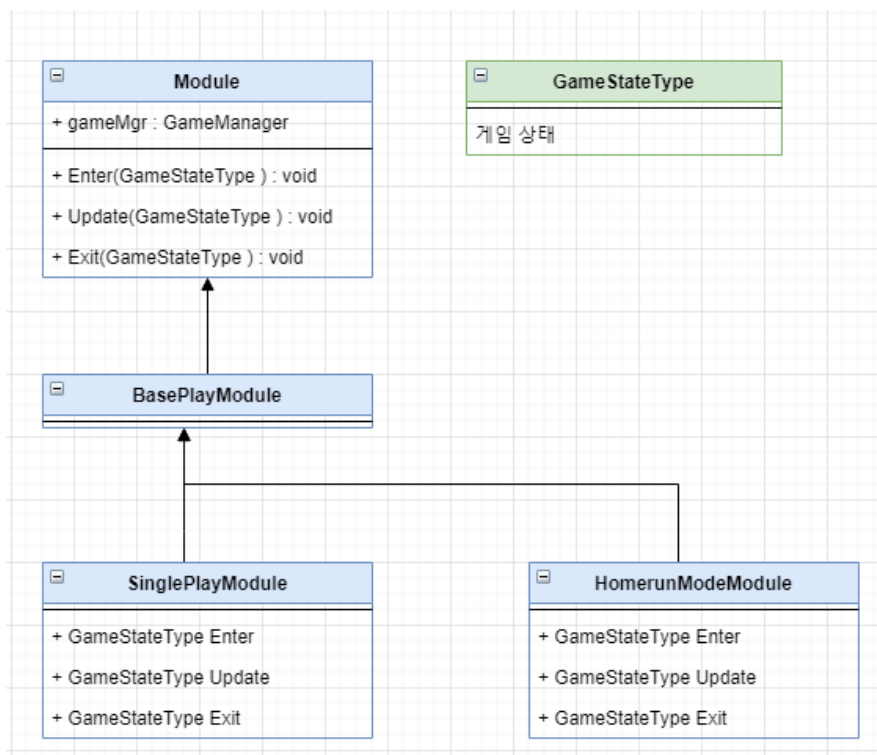 Module
+ gameMgr : GameManager
+ Enter(GameStateType ) : void
+ Update(GameStateType ) : void
+ Exit(GameStateType ) : void
GameStateType
게임 상태
BasePlayModule
SinglePlayModule
+ GameStateType Enter
+ GameStateType Update
+ GameStateType Exit
HomerunModeModule
+ GameStateType Enter
+ GameStateType Update
+ GameStateType Exit